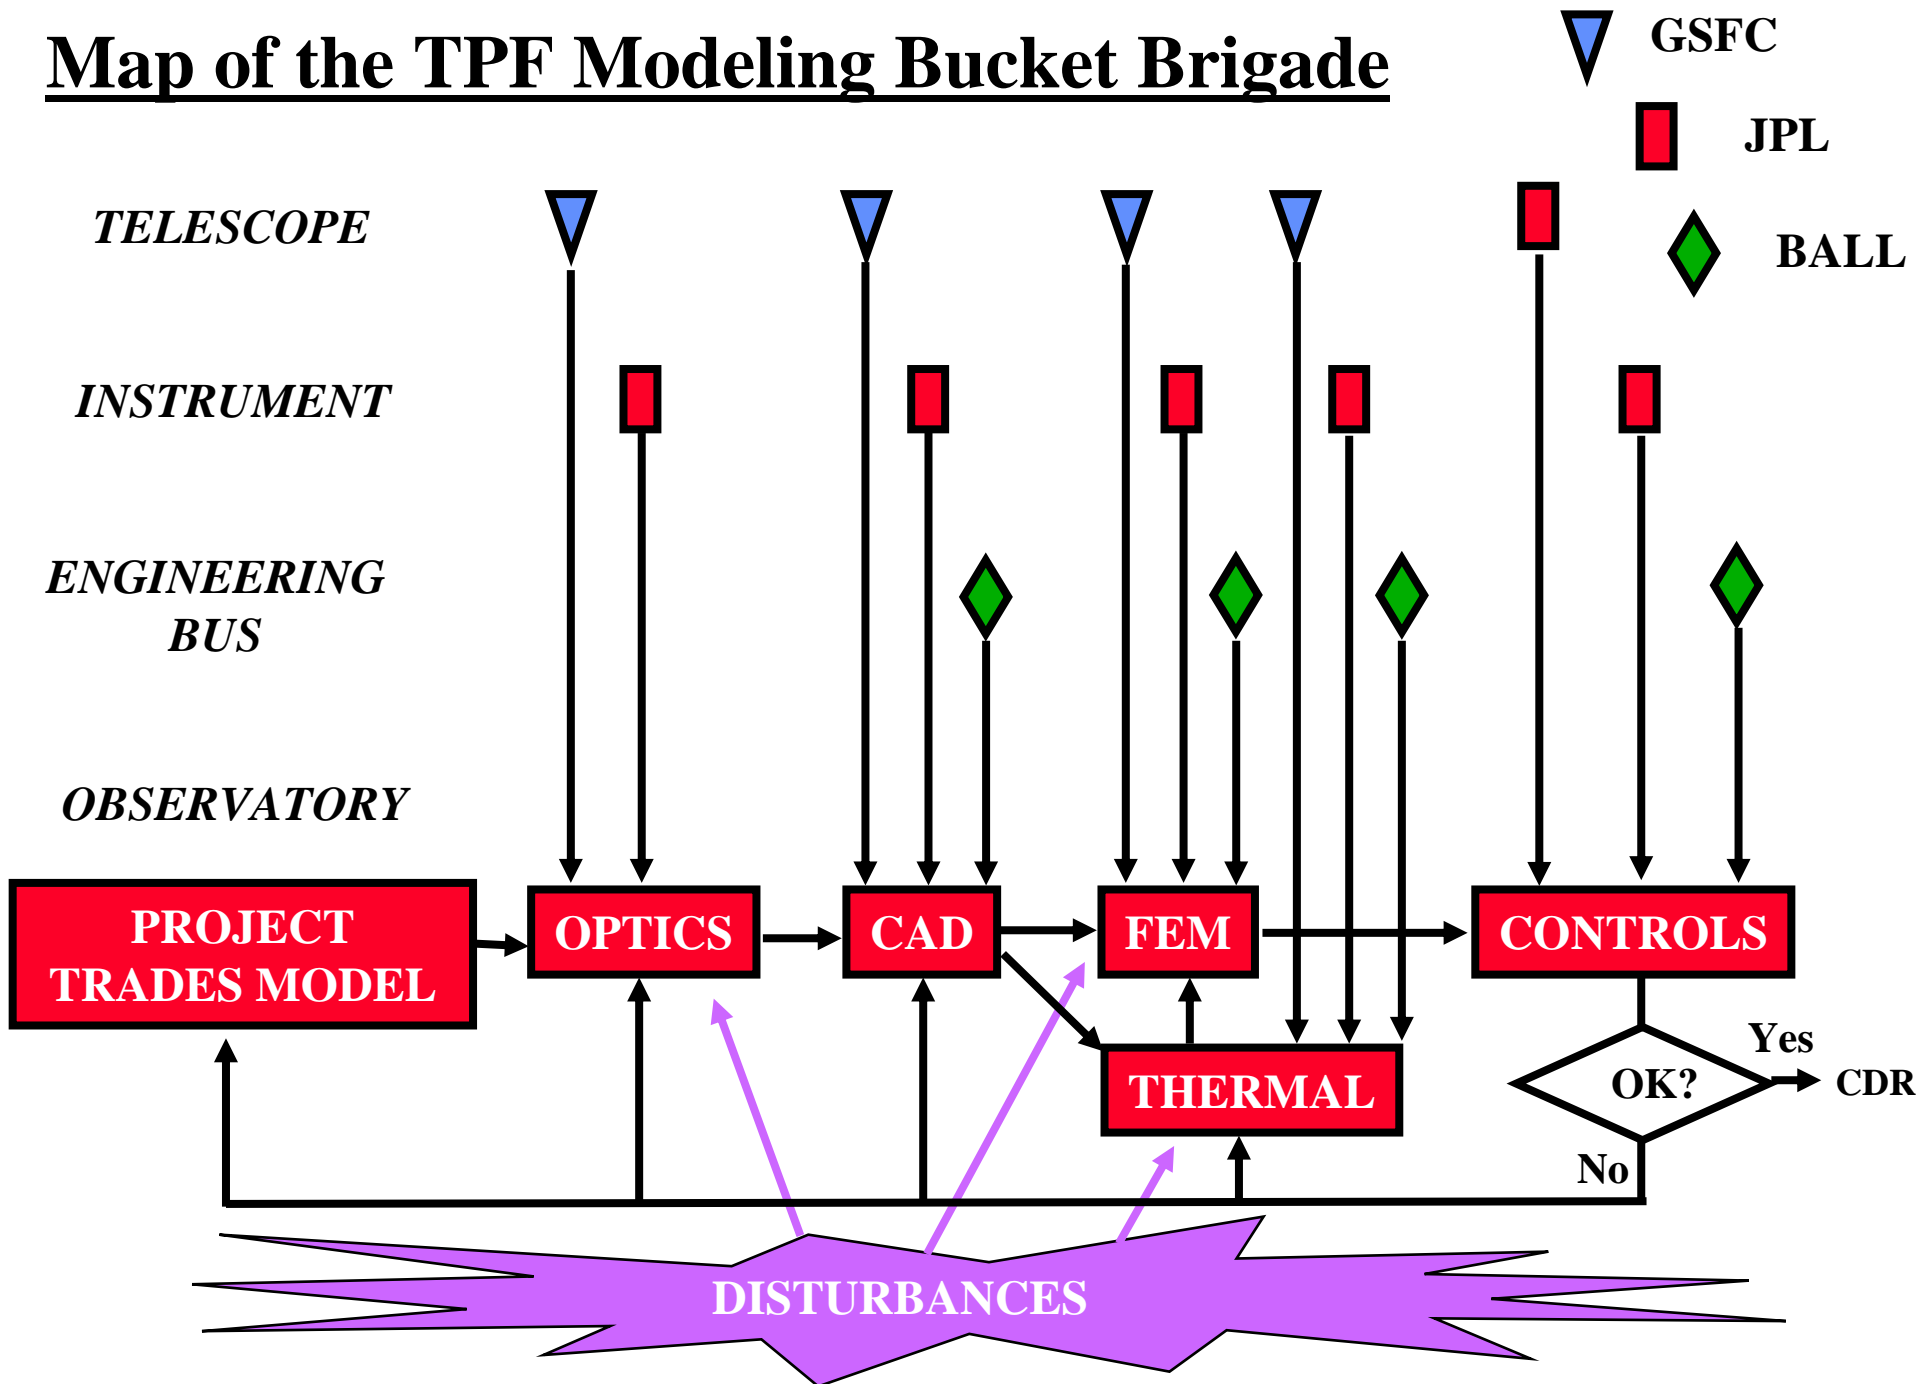 Map of the TPF Modeling Bucket Brigade
GSFC
JPL
BALL
TELESCOPE
INSTRUMENT
ENGINEERING
BUS
OBSERVATORY
PROJECT
TRADES MODEL
OPTICS
CAD
FEM
CONTROLS
THERMAL
OK?
Yes
CDR
No
DISTURBANCES